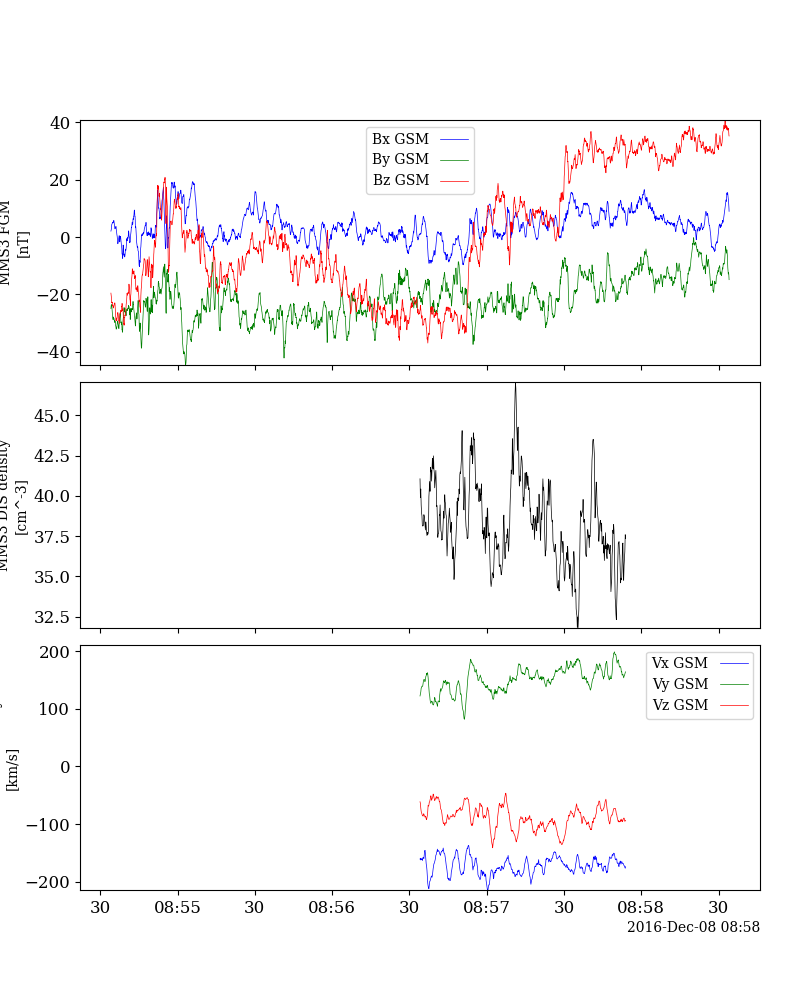 40
20
0
−20
−40
MMS3 FGM
[nT]
Bx GSM
By GSM
Bz GSM
45.0
42.5
40.0
37.5
35.0
32.5
MMS3 DIS density
[cm^-3]
200
100
0
−100
−200
[km/s]
Vx GSM
Vy GSM
Vz GSM
30 08:55 30 08:56 30 08:57 30 08:58 30
2016-Dec-08 08:58